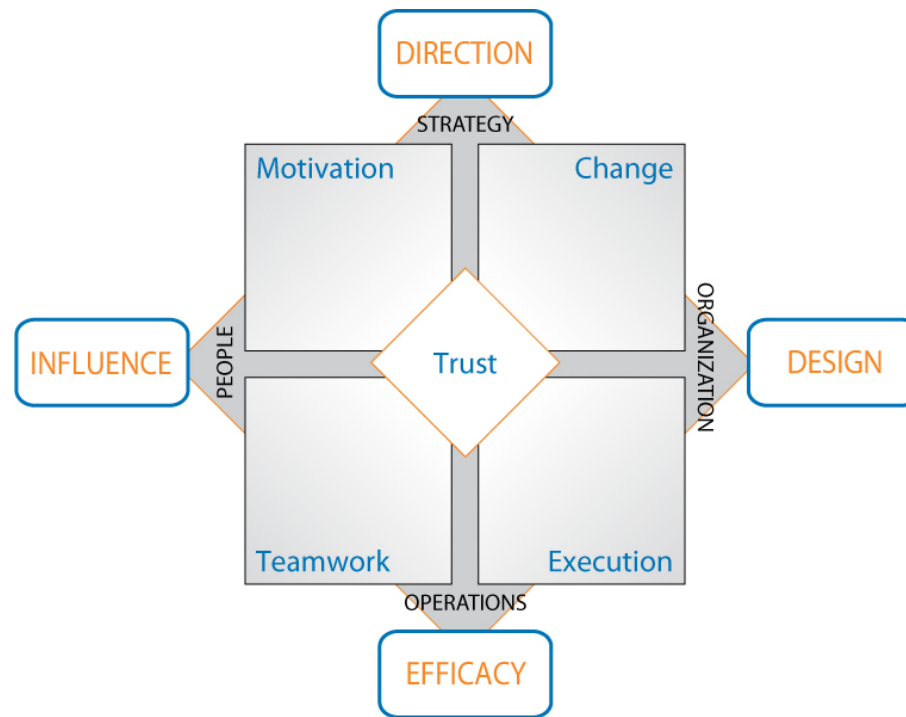 DIRECTION
STRATEGY
Motivation
Change
INFLUENCE
PEOPLE
Trust
ORGANIZATION
DESIGN
Teamwork
Execution
OPERATIONS
EFFICACY